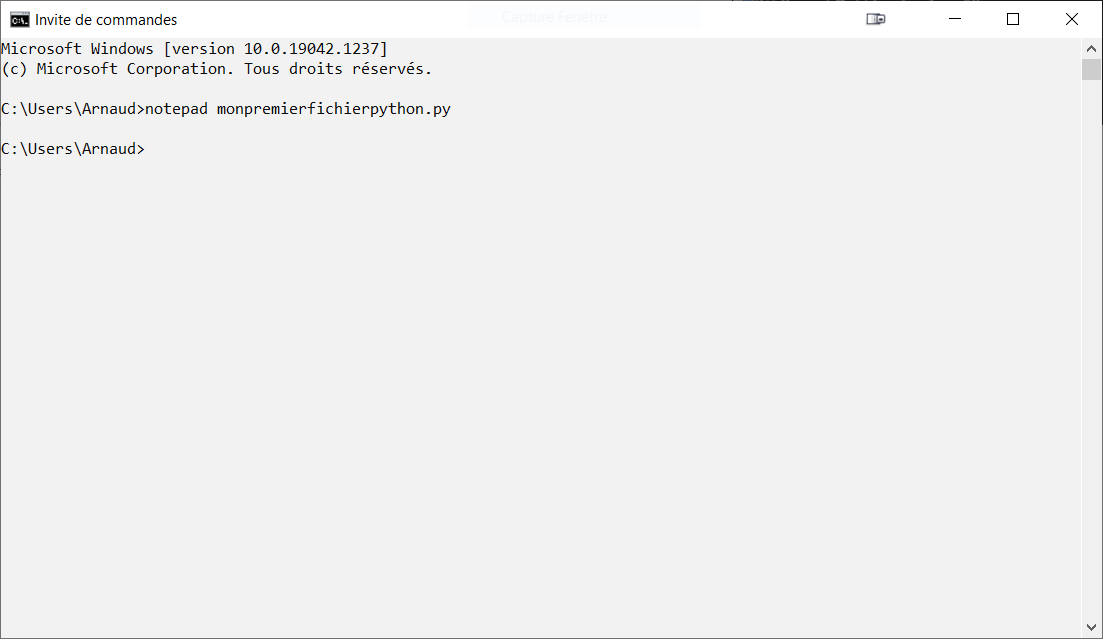 Invite de commandes
Capture Fenêtre
Microsoft Windows [version 10.0.19042.1237]
(c) Microsoft Corporation. Tous droits réservés.
C:\Users\Arnaud>notepad monpremierfichierpython.py
C:\Users\Arnaud>